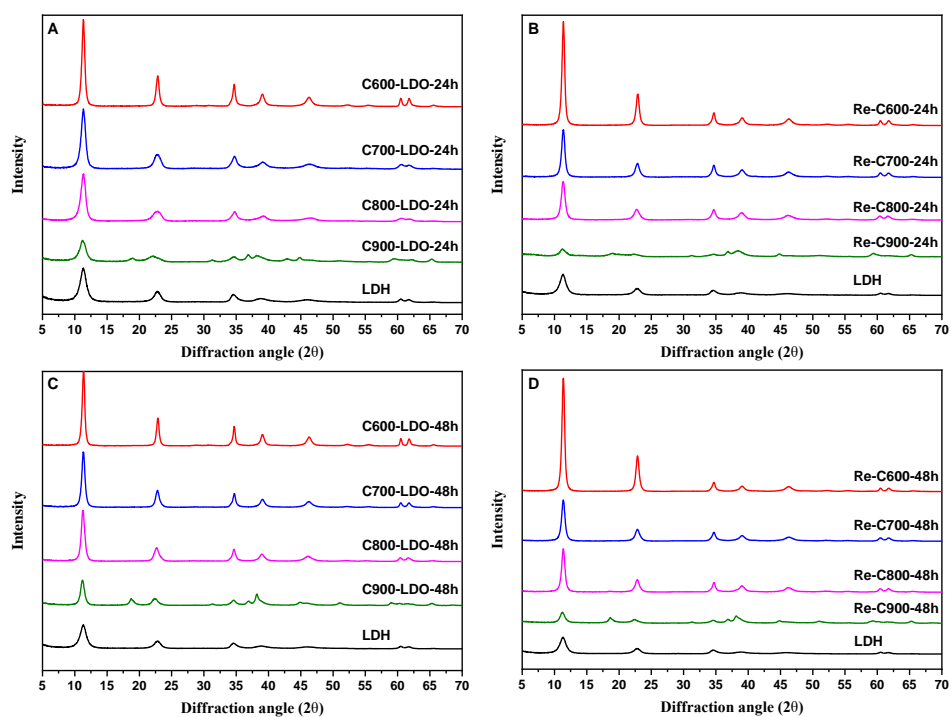 A
C600-LDO-24h
C700-LDO-24h
C800-LDO-24h
C900-LDO-24h
LDH
Intensity
5 10 15 20 25 30 35 40 45 50 55 60 65 70
Diffraction angle (2θ)
B
Re-C600-24h
Re-C700-24h
Re-C800-24h
Re-C900-24h
LDH
Intensity
5 10 15 20 25 30 35 40 45 50 55 60 65 70
Diffraction angle (2θ)
C
C600-LDO-48h
C700-LDO-48h
C800-LDO-48h
C900-LDO-48h
LDH
Intensity
5 10 15 20 25 30 35 40 45 50 55 60 65 70
Diffraction angle (2θ)
D
Re-C600-48h
Re-C700-48h
Re-C800-48h
Re-C900-48h
LDH
Intensity
5 10 15 20 25 30 35 40 45 50 55 60 65 70
Diffraction angle (2θ)